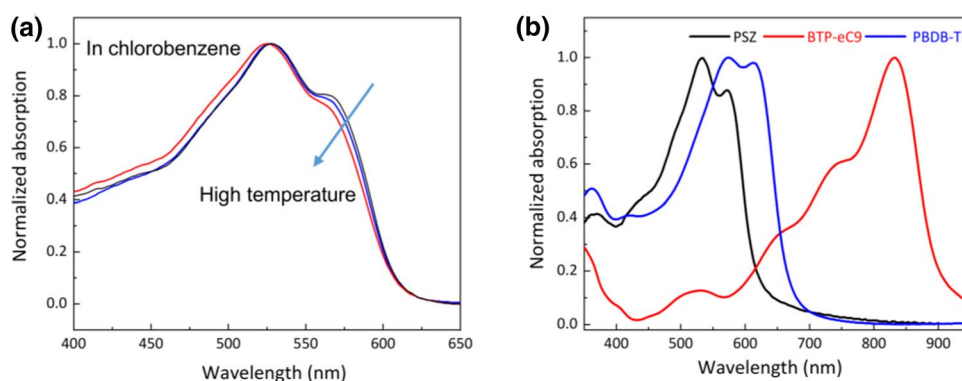 (a)
In chlorobenzene
High temperature
Normalized absorption
1.0
0.8
0.6
0.4
0.2
0.0
400 450 500 550 600 650
Wavelength (nm)
(b)
PSZ BTP-eC9 PBDB-T
Normalized absorption
1.0
0.8
0.6
0.4
0.2
0.0
400 500 600 700 800 900
Wavelength (nm)